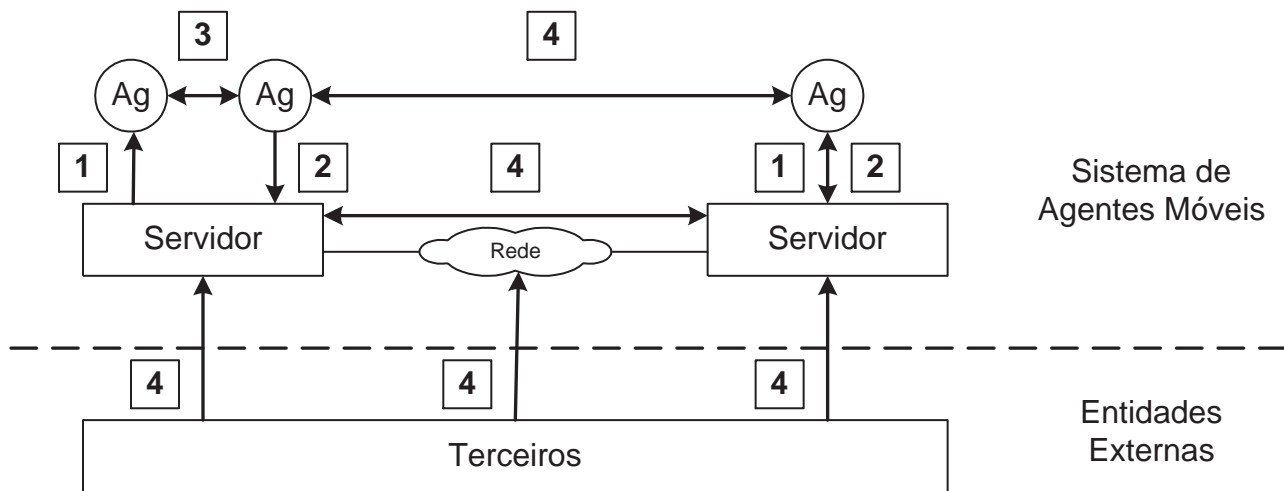 3
4
Ag
Ag
Ag
1
2
4
1
2
Sistema de
Agentes Móveis
Servidor
Servidor
Rede
4
4
4
Entidades
Externas
Terceiros